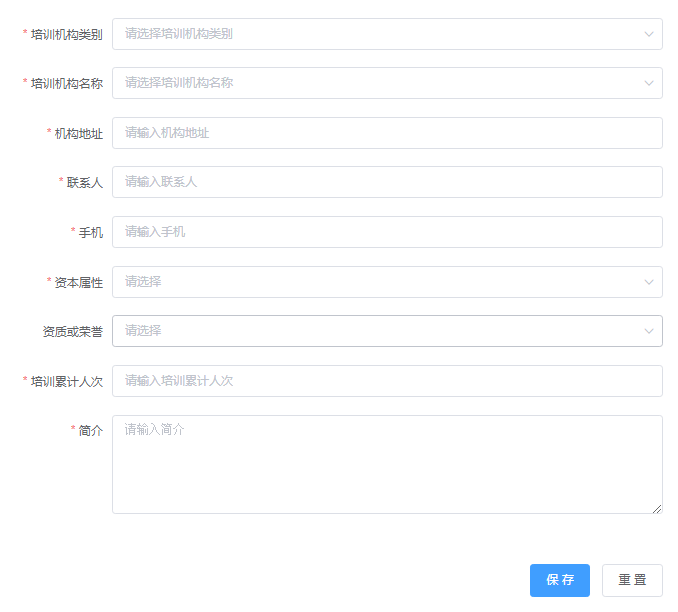 * 培训机构类别 请选择培训机构类别
* 培训机构名称 请选择培训机构名称
* 机构地址 请输入机构地址
* 联系人 请输入联系人
* 手机 请输入手机
* 资本属性 请选择
资质或荣誉 请选择
* 培训累计人次 请输入培训累计人次
* 简介 请输入简介
保存 重置